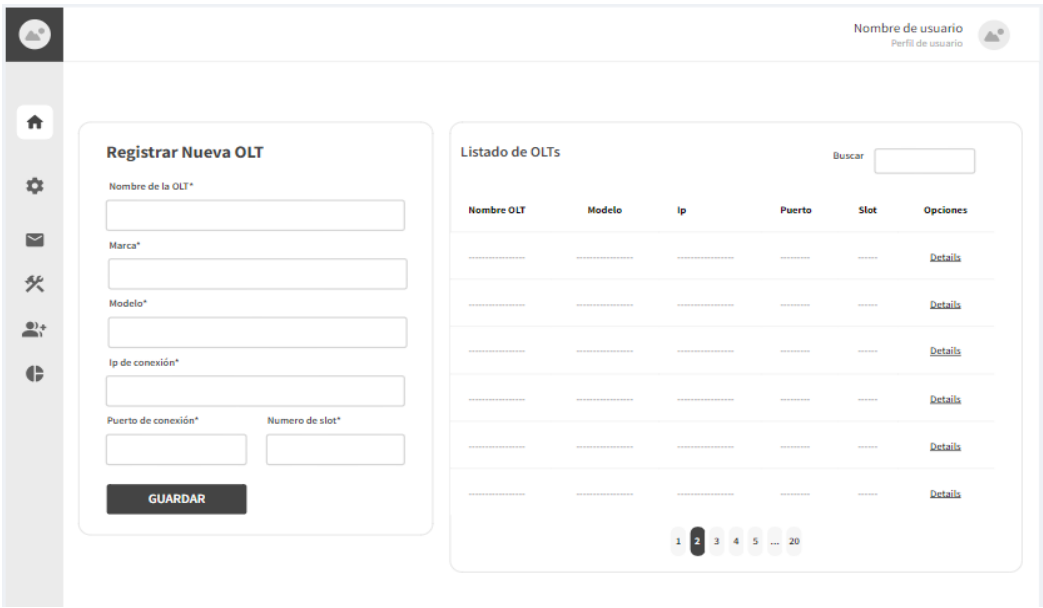 Nombre de usuario
Perfil de usuario
Registrar Nueva OLT
Nombre de la OLT*
Marca*
Modelo*
Ip de conexión*
Puerto de conexión* Numero de slot*
GUARDAR
Listado de OLTs
Buscar
Nombre OLT Modelo Ip Puerto Slot Opciones
----------------- ----------------- ----------------- --------- ------ Details
----------------- ----------------- ----------------- --------- ------ Details
----------------- ----------------- ----------------- --------- ------ Details
----------------- ----------------- ----------------- --------- ------ Details
----------------- ----------------- ----------------- --------- ------ Details
----------------- ----------------- ----------------- --------- ------ Details
1 2 3 4 5 ... 20